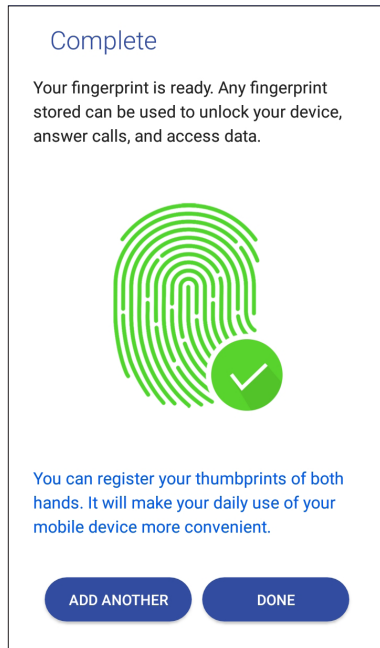 Complete
Your fingerprint is ready. Any fingerprint
stored can be used to unlock your device,
answer calls, and access data.
You can register your thumbprints of both
hands. It will make your daily use of your
mobile device more convenient.
ADD ANOTHER
DONE